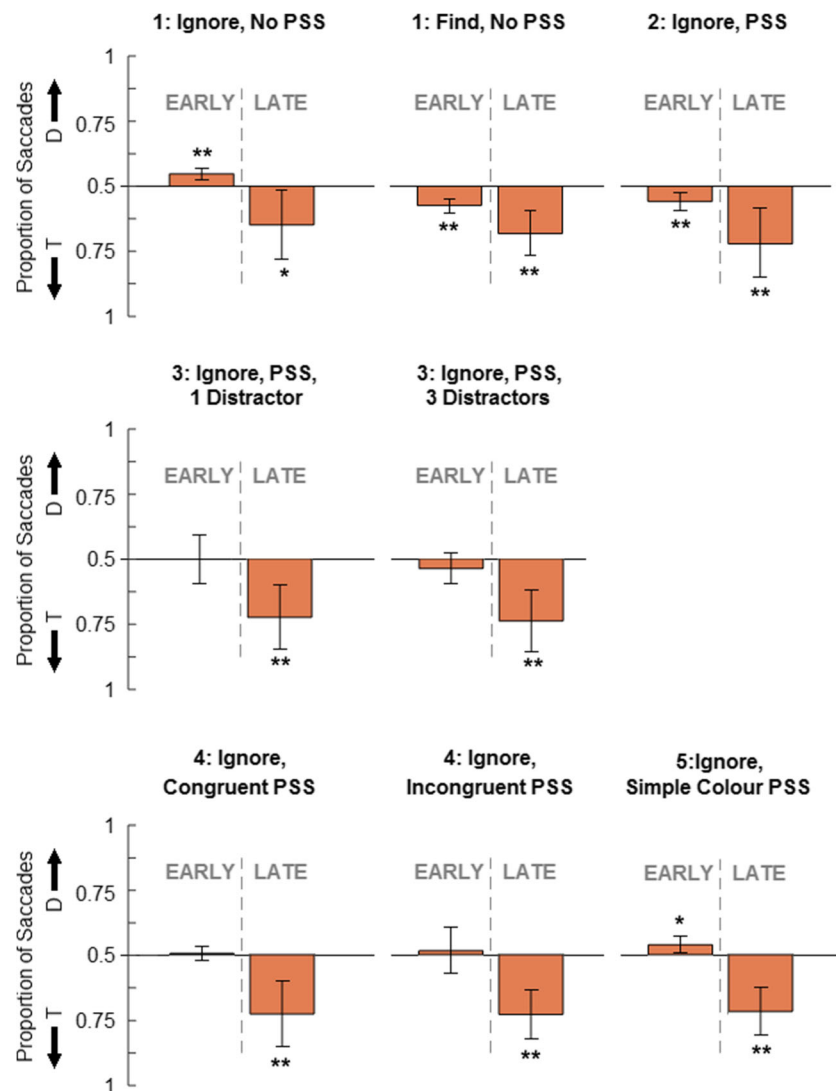 1: Ignore, No PSS
1: Find, No PSS
2: Ignore, PSS
Proportion of Saccades
T D
1
0.75
0.5
0.75
1
EARLY LATE
**
*
EARLY LATE
**
**
EARLY LATE
**
**
3: Ignore, PSS,
1 Distractor
3: Ignore, PSS,
3 Distractors
Proportion of Saccades
T D
1
0.75
0.5
0.75
1
EARLY LATE
**
EARLY LATE
**
4: Ignore,
Congruent PSS
4: Ignore,
Incongruent PSS
5:Ignore,
Simple Colour PSS
Proportion of Saccades
T D
1
0.75
0.5
0.75
1
EARLY LATE
**
EARLY LATE
**
EARLY LATE
*
**